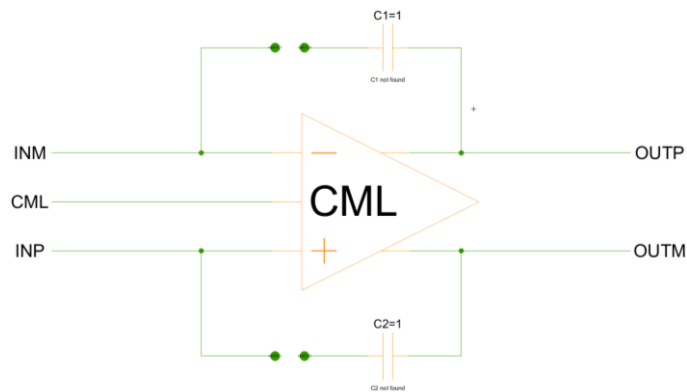 C1=1
C1 not found
INM
OUTP
CML
CML
INP
OUTM
C2=1
C2 not found